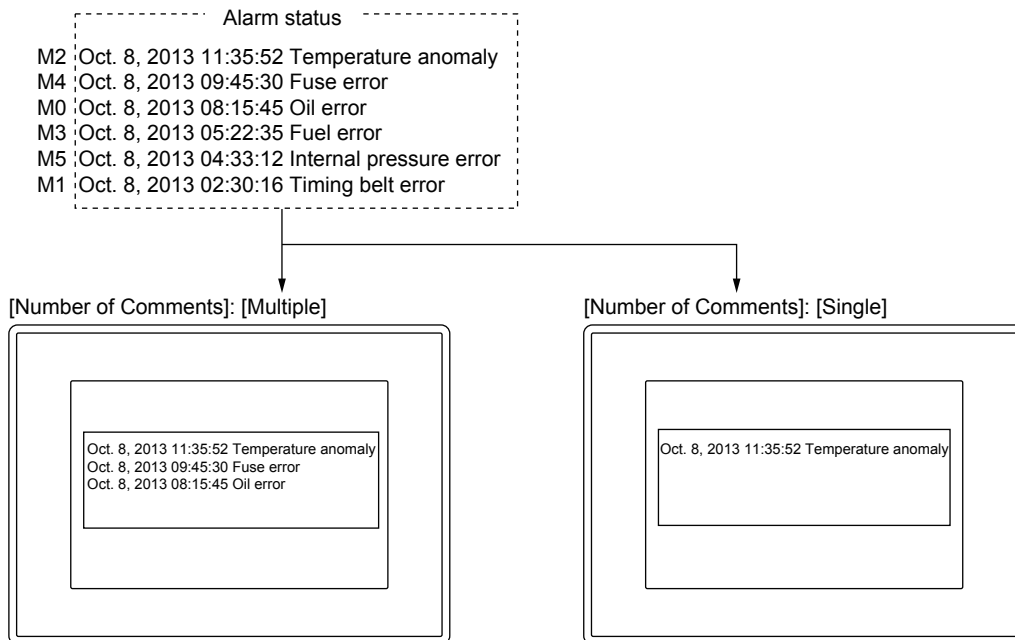 Alarm status
M2 Oct. 8, 2013 11:35:52 Temperature anomaly
M4 Oct. 8, 2013 09:45:30 Fuse error
M0 Oct. 8, 2013 08:15:45 Oil error
M3 Oct. 8, 2013 05:22:35 Fuel error
M5 Oct. 8, 2013 04:33:12 Internal pressure error
M1 Oct. 8, 2013 02:30:16 Timing belt error
[Number of Comments]: [Multiple]
Oct. 8, 2013 11:35:52 Temperature anomaly
Oct. 8, 2013 09:45:30 Fuse error
Oct. 8, 2013 08:15:45 Oil error
[Number of Comments]: [Single]
Oct. 8, 2013 11:35:52 Temperature anomaly